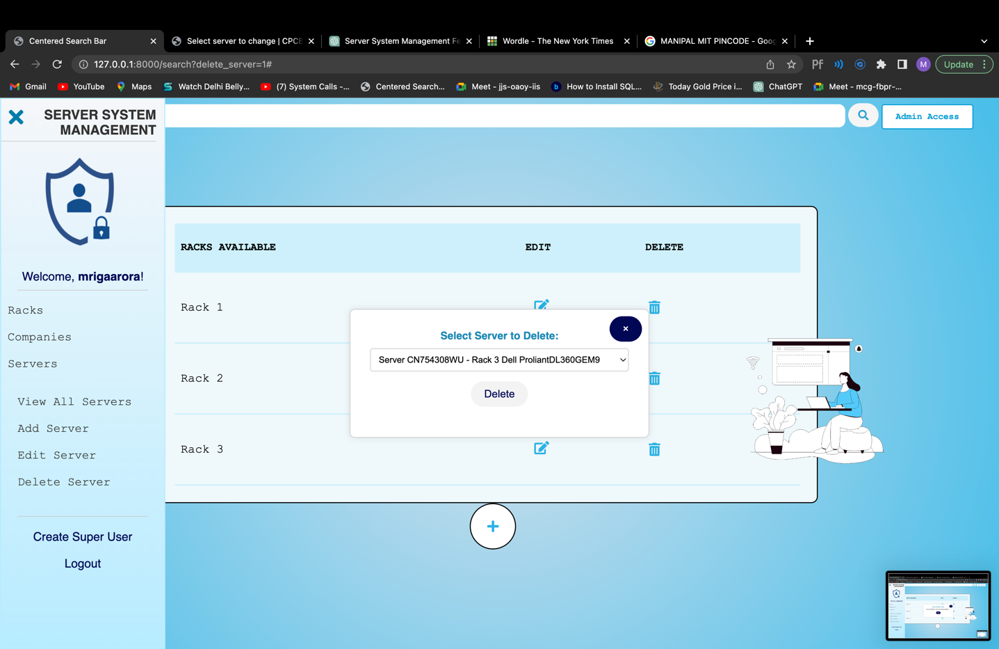 Centered Search Bar
Select server to change | CPCB
Server System Management Fe
Wordle - The New York Times
MANIPAL MIT PINCODE - Goog
127.0.0.1:8000/search?delete_server=1#
Pf
M
Update
Gmail
YouTube
Maps
Watch Delhi Belly...
(7) System Calls -...
Centered Search...
Meet - jjs-oaoy-iis
b
How to Install SQL...
Today Gold Price i...
ChatGPT
Meet - mcg-fbpr-...
SERVER SYSTEM
MANAGEMENT
Admin Access
Welcome, mrigaarora!
Racks
Companies
Servers
View All Servers
Add Server
Edit Server
Delete Server
Create Super User
Logout
RACKS AVAILABLE EDIT DELETE
Rack 1
Rack 2
Rack 3
Select Server to Delete:
Server CN754308WU - Rack 3 Dell ProliantDL360GEM9
Delete